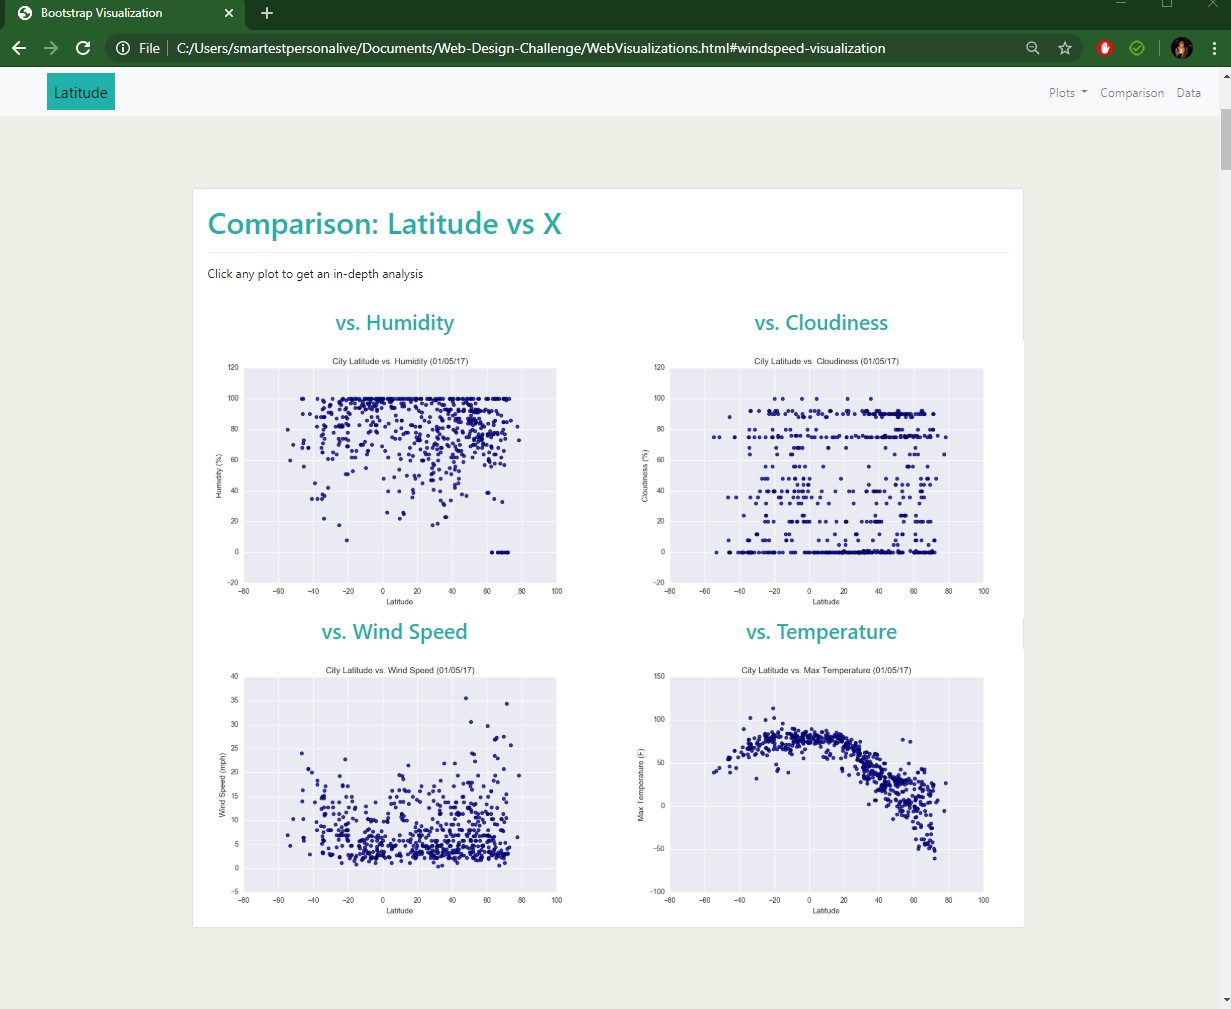 Bootstrap Visualization
File C:/Users/smartestpersonalive/Documents/Web-Design-Challenge/WebVisualizations.html#windspeed-visualization
Latitude
Plots
Comparison
Data
Comparison: Latitude vs X
Click any plot to get an in-depth analysis
vs. Humidity
City Latitude vs. Humidity (01/05/17)
120
100
80
60
40
20
0
−20
Humidity (%)
−80 −60 −40 −20 0 20 40 60 80 100
Latitude
vs. Cloudiness
City Latitude vs. Cloudiness (01/05/17)
120
100
80
60
40
20
0
−20
Cloudiness (%)
−80 −60 −40 −20 0 20 40 60 80 100
Latitude
vs. Wind Speed
City Latitude vs. Wind Speed (01/05/17)
40
35
30
25
20
15
10
5
0
−5
Wind Speed (mph)
−80 −60 −40 −20 0 20 40 60 80 100
Latitude
vs. Temperature
City Latitude vs. Max Temperature (01/05/17)
150
100
50
0
−50
−100
Max Temperature (F)
−80 −60 −40 −20 0 20 40 60 80 100
Latitude